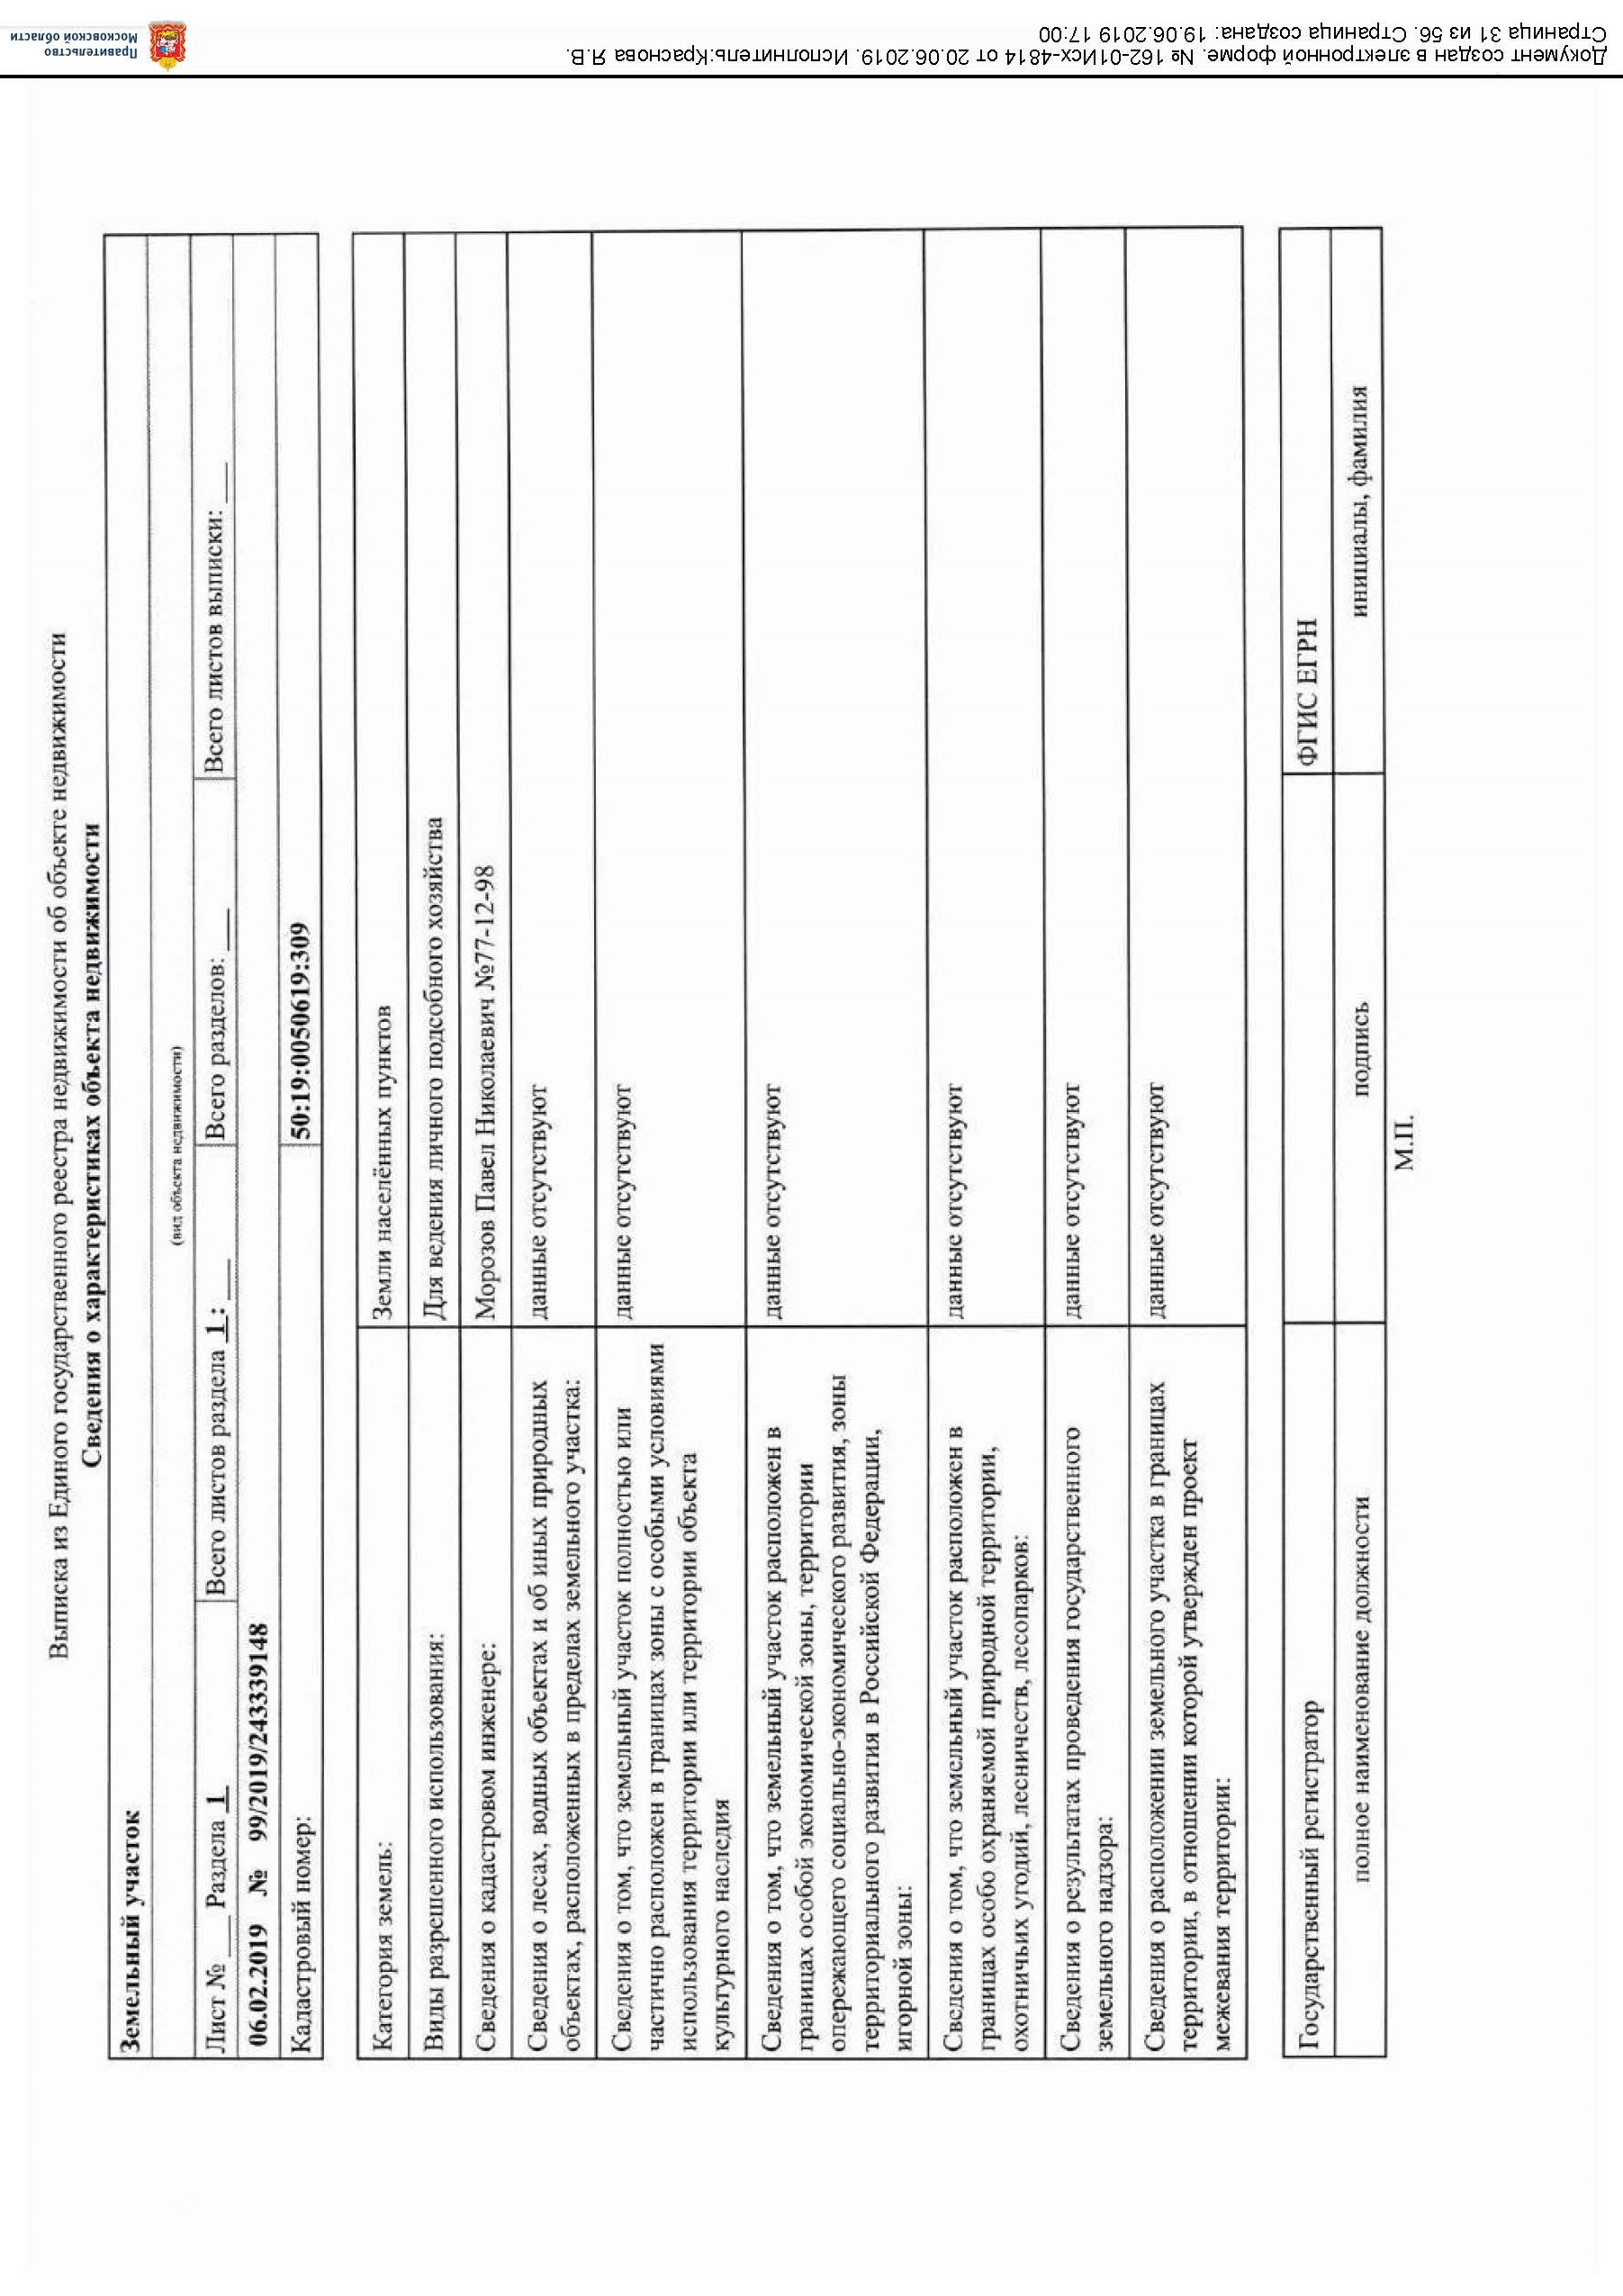 Выписка из Единого государственного реестра недвижимости об объекте недвижимости
Сведения о характеристиках объекта недвижимости
Земельный участок
(вид объекта недвижимости)
Лист № ___ Раздела 1 Всего листов раздела 1 : ___ Всего разделов: ___ Всего листов выписки: ___
06.02.2019 № 99/2019/243339148
Кадастровый номер: 50:19:0050619:309
Категория земель: Земли населённых пунктов
Виды разрешенного использования: Для ведения личного подсобного хозяйства
Сведения о кадастровом инженере: Морозов Павел Николаевич №77-12-98
Сведения о лесах, водных объектах и об иных природных данные отсутствуют
объектах, расположенных в пределах земельного участка:
Сведения о том, что земельный участок полностью или данные отсутствуют
частично расположен в границах зоны с особыми условиями
использования территории или территории объекта
культурного наследия
Сведения о том, что земельный участок расположен в данные отсутствуют
границах особой экономической зоны, территории
опережающего социально-экономического развития, зоны
территориального развития в Российской Федерации,
игорной зоны:
Сведения о том, что земельный участок расположен в данные отсутствуют
границах особо охраняемой природной территории,
охотничьих угодий, лесничеств, лесопарков:
Сведения о результатах проведения государственного данные отсутствуют
земельного надзора:
Сведения о расположении земельного участка в границах данные отсутствуют
территории, в отношении которой утвержден проект
межевания территории:
Государственный регистратор ФГИС ЕГРН
полное наименование должности подпись инициалы, фамилия
М.П.
Документ создан в электронной форме. № 162-01Исх-4814 от 20.06.2019. Исполнитель:Краснова Я.В.
Страница 31 из 56. Страница создана: 19.06.2019 17:00
Правительство
Московской области